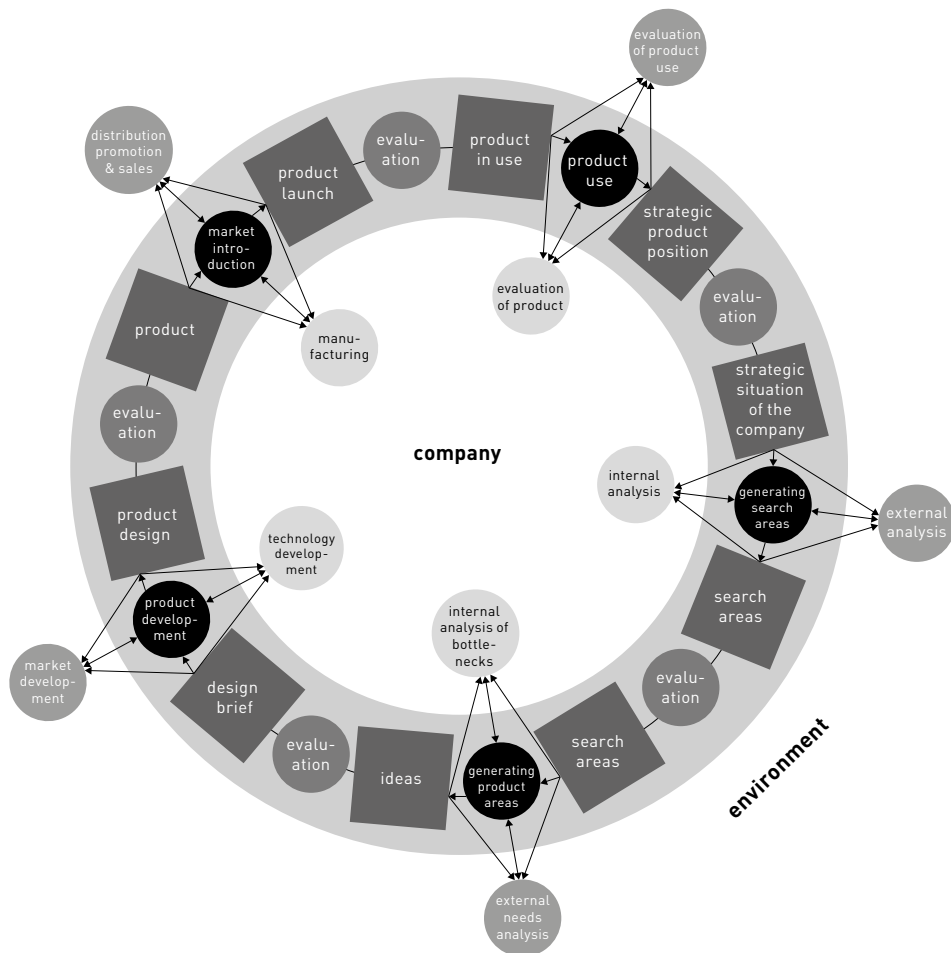 evaluation
of product
use
evalu-
ation
product
in use
product
use
distribution
promotion
& sales
product
launch
strategic
product
position
market
intro-
duction
evaluation
of product
evalu-
ation
product
manu-
facturing
strategic
situation
of the
company
evalu-
ation
company
internal
analysis
generating
search
areas
external
analysis
product
design
technology
develop-
ment
search
areas
product
develop-
ment
internal
analysis of
bottle-
necks
market
develop-
ment
design
brief
evalu-
ation
search
areas
evalu-
ation
ideas
generating
product
areas
environment
external
needs
analysis